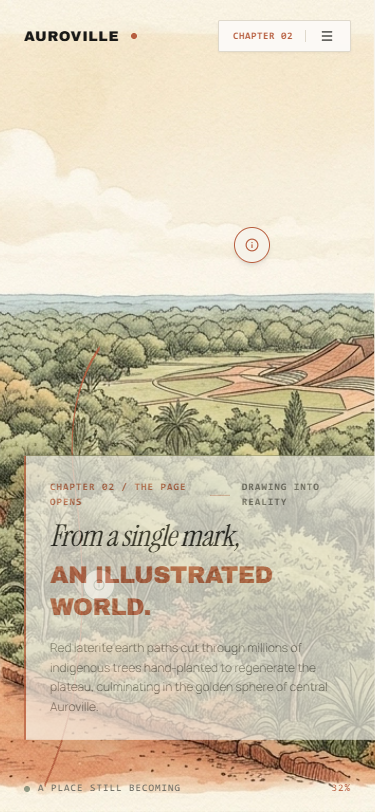 AUROVILLE
CHAPTER 02
CHAPTER 02 / THE PAGE
OPENS
DRAWING INTO
REALITY
From a single mark,
AN ILLUSTRATED
WORLD.
Red laterite earth paths cut through millions of
indigenous trees hand-planted to regenerate the
plateau, culminating in the golden sphere of central
Auroville.
A PLACE STILL BECOMING
32%